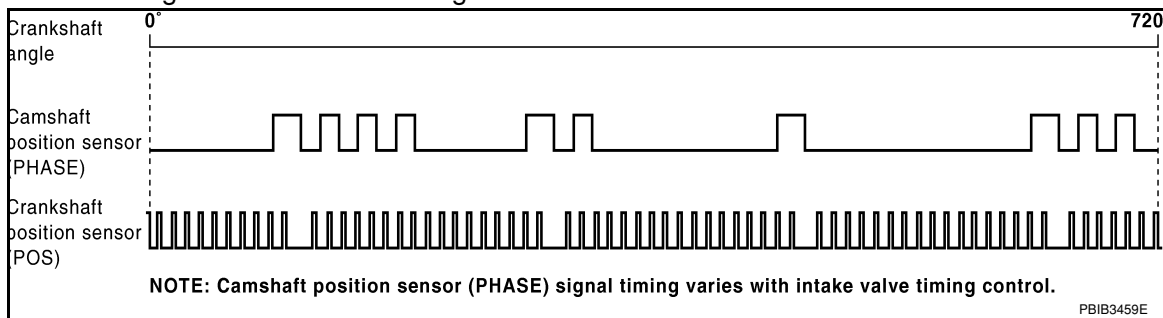 0°
720
Crankshaft
angle
Camshaft
position sensor
(PHASE)
Crankshaft
position sensor
(POS)
NOTE: Camshaft position sensor (PHASE) signal timing varies with intake valve timing control.
PBIB3459E